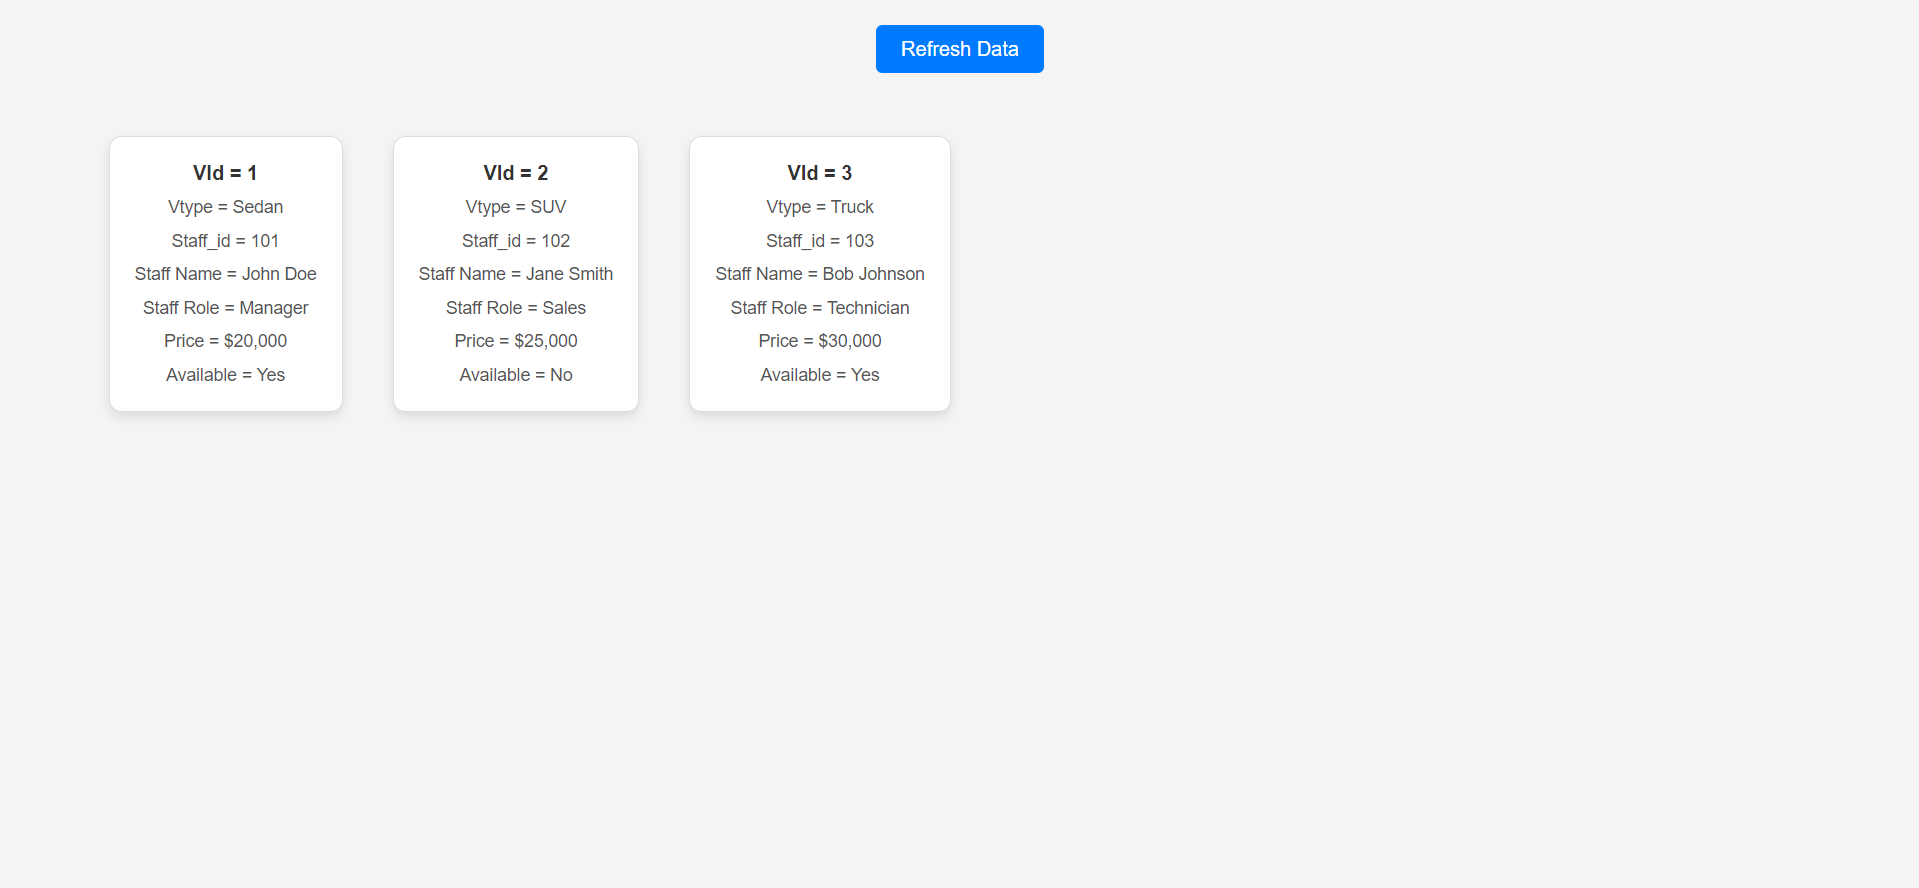 Refresh Data
VId = 1
Vtype = Sedan
Staff_id = 101
Staff Name = John Doe
Staff Role = Manager
Price = $20,000
Available = Yes
VId = 2
Vtype = SUV
Staff_id = 102
Staff Name = Jane Smith
Staff Role = Sales
Price = $25,000
Available = No
VId = 3
Vtype = Truck
Staff_id = 103
Staff Name = Bob Johnson
Staff Role = Technician
Price = $30,000
Available = Yes